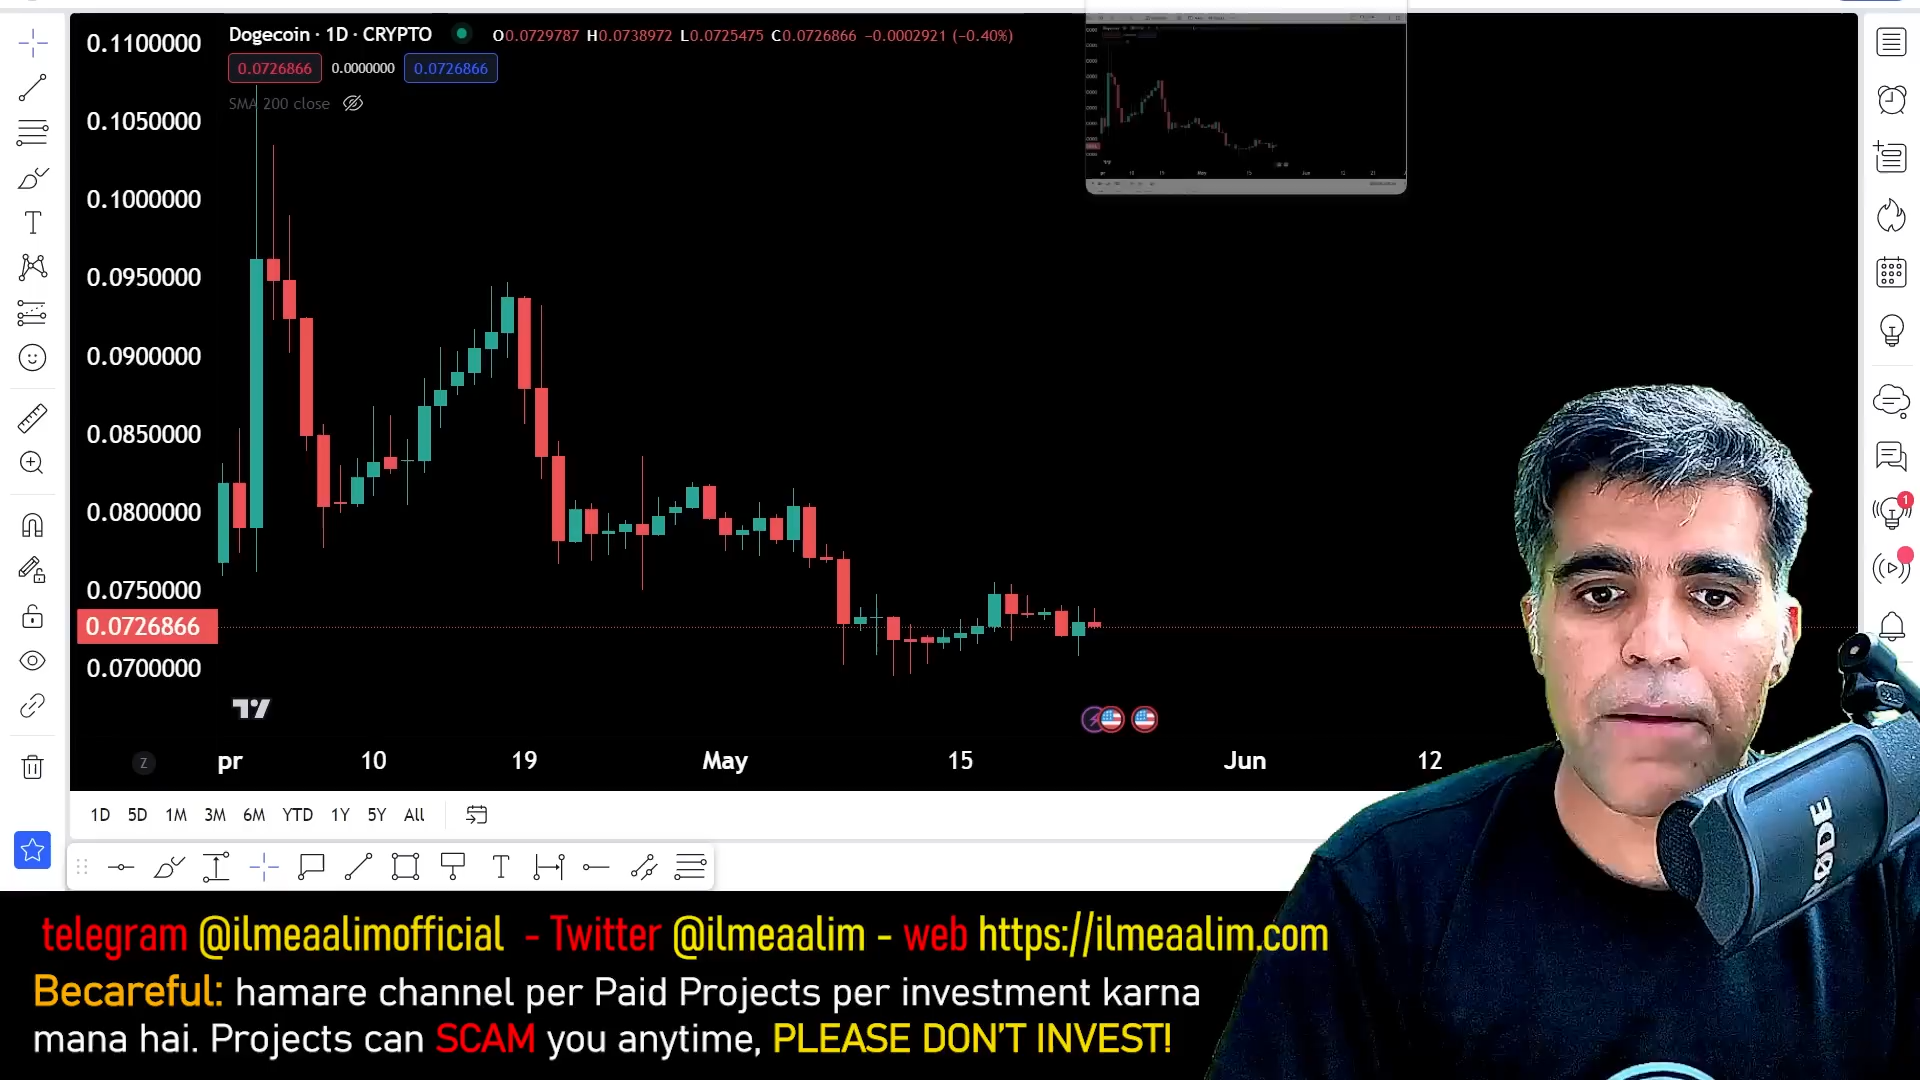 0.1100000
0.1050000
0.1000000
0.0950000
0.0900000
0.0850000
0.0800000
0.0750000
0.0726866
0.0700000
Dogecoin · 1D · CRYPTO O0.0729787 H0.0738972 L0.0725475 C0.0726866 −0.0002921 (−0.40%)
0.0726866 0.0000000 0.0726866
SMA 200 close
1
Z pr 10 19 May 15 Jun 12
1D 5D 1M 3M 6M YTD 1Y 5Y All
RØDE
telegram @ilmeaalimofficial - Twitter @ilmeaalim - web https://ilmeaalim.com
Becareful: hamare channel per Paid Projects per investment karna
mana hai. Projects can SCAM you anytime, PLEASE DON'T INVEST!